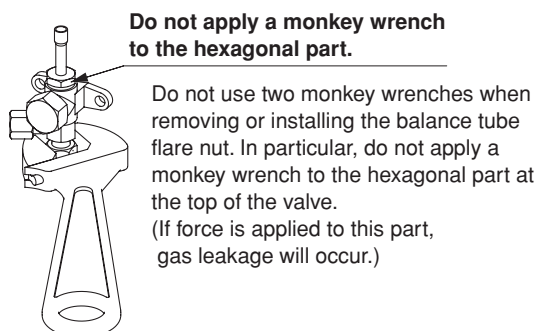 Do not apply a monkey wrench
to the hexagonal part.
Do not use two monkey wrenches when
removing or installing the balance tube
flare nut. In particular, do not apply a
monkey wrench to the hexagonal part at
the top of the valve.
(If force is applied to this part,
gas leakage will occur.)